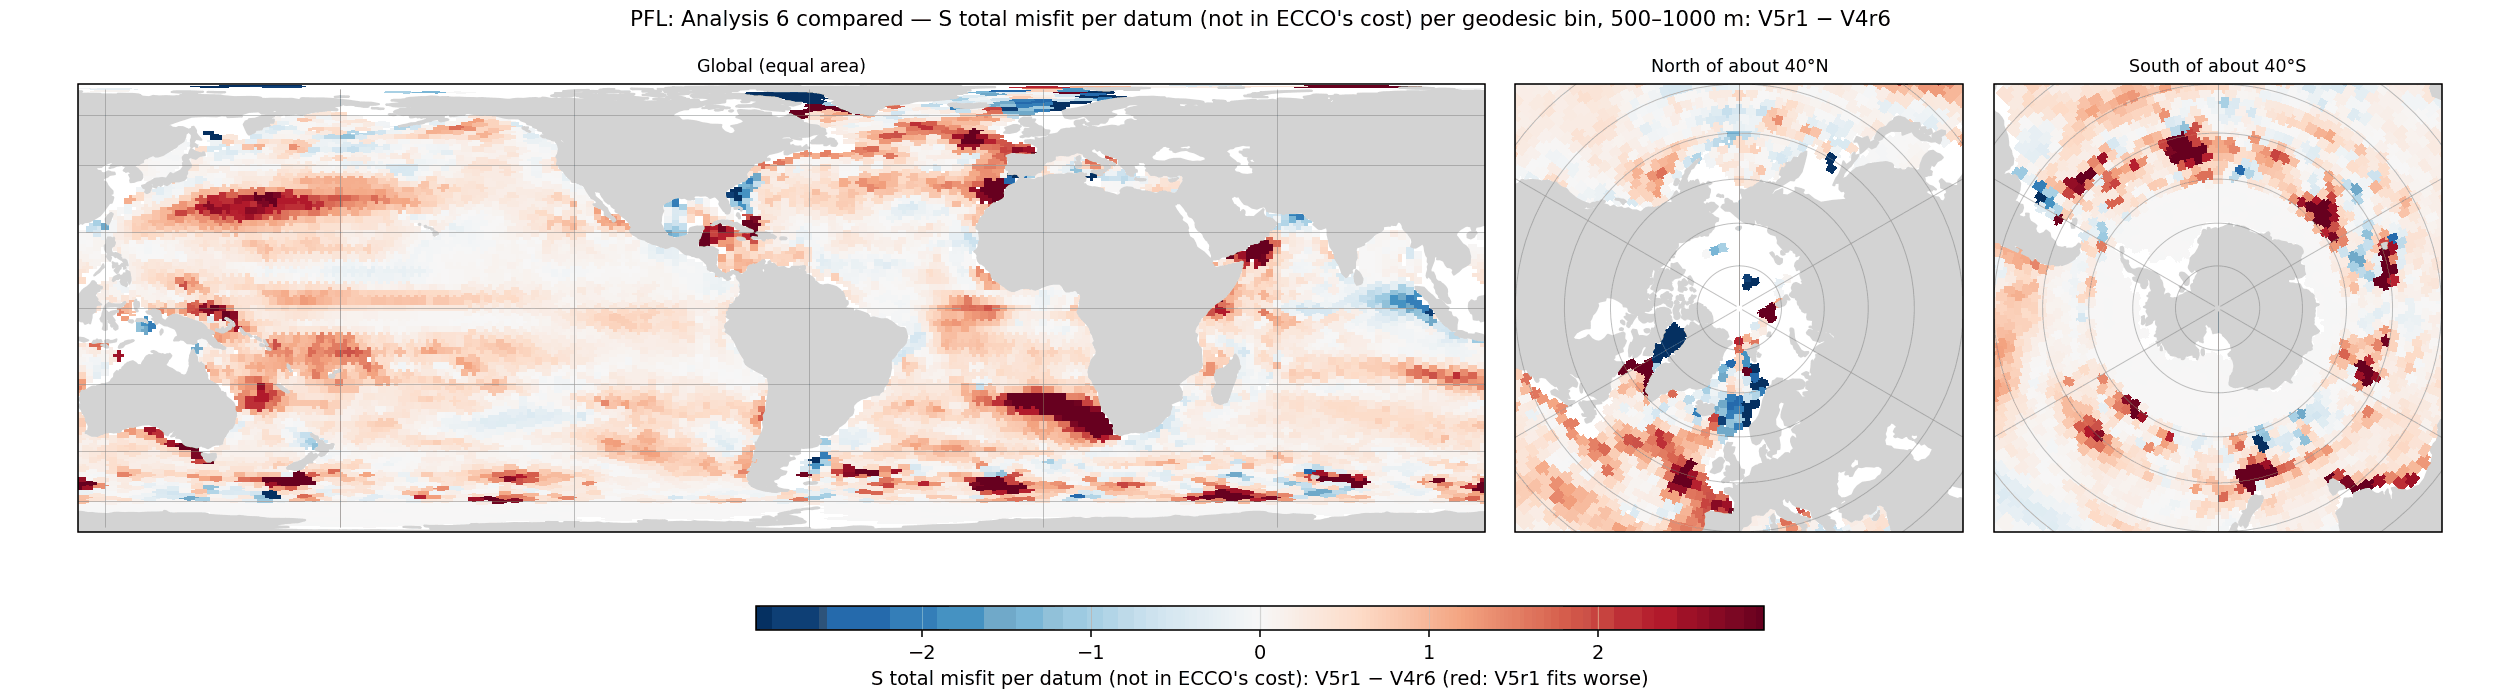 PFL: Analysis 6 compared — S total misfit per datum (not in ECCO's cost) per geodesic bin, 500–1000 m: V5r1 − V4r6
Global (equal area)
North of about 40°N
South of about 40°S
−2
−1
0
1
2
S total misfit per datum (not in ECCO's cost): V5r1 − V4r6 (red: V5r1 fits worse)